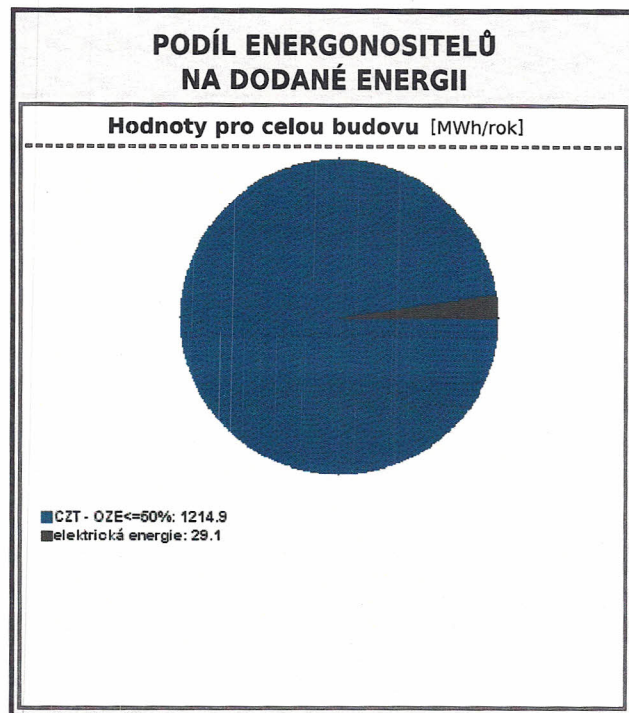 PODÍL ENERGONOSITELŮ
NA DODANÉ ENERGII
Hodnoty pro celou budovu [MWh/rok]
CZT - OZE<=50%: 1214.9
elektrická energie: 29.1